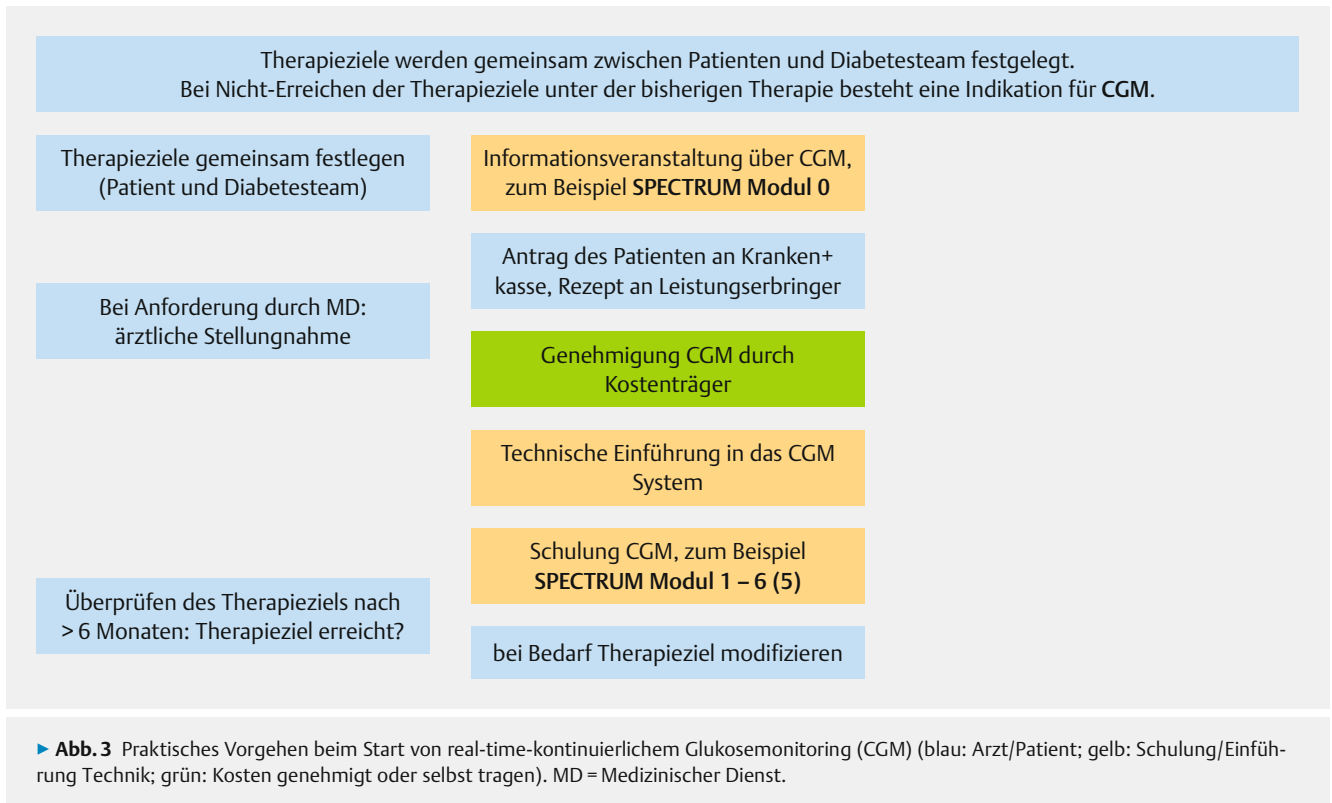 Therapieziele werden gemeinsam zwischen Patienten und Diabetesteam festgelegt.
Bei Nicht-Erreichen der Therapieziele unter der bisherigen Therapie besteht eine Indikation für CGM.
Therapieziele gemeinsam festlegen
(Patient und Diabetesteam)
Informationsveranstaltung über CGM,
zum Beispiel SPECTRUM Modul 0
Antrag des Patienten an Kranken+
kasse, Rezept an Leistungserbringer
Bei Anforderung durch MD:
ärztliche Stellungnahme
Genehmigung CGM durch
Kostenträger
Technische Einführung in das CGM
System
Schulung CGM, zum Beispiel
SPECTRUM Modul 1 – 6 (5)
Überprüfen des Therapieziels nach
> 6 Monaten: Therapieziel erreicht?
bei Bedarf Therapieziel modifizieren
▶ Abb. 3 Praktisches Vorgehen beim Start von real-time-kontinuierlichem Glukosemonitoring (CGM) (blau: Arzt/Patient; gelb: Schulung/Einfüh-
rung Technik; grün: Kosten genehmigt oder selbst tragen). MD = Medizinischer Dienst.